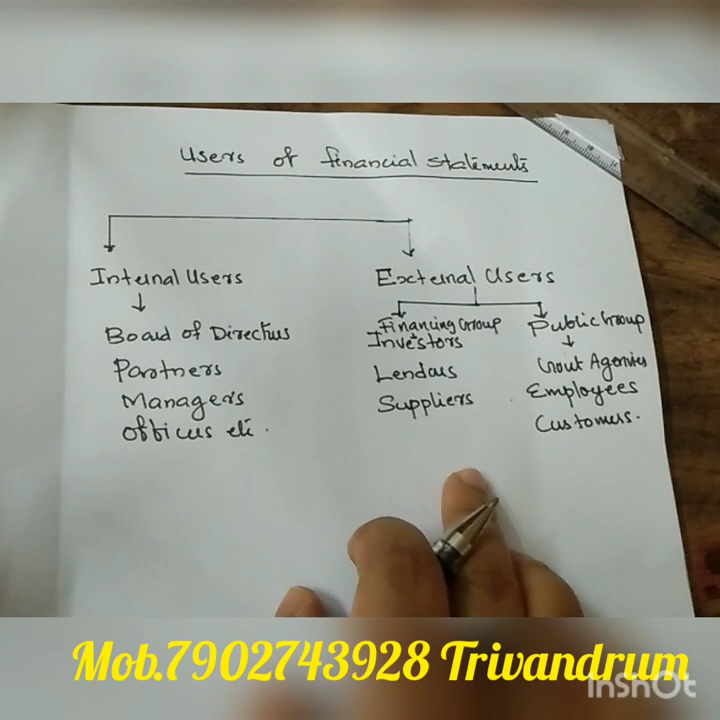 Users of financial statements
Internal Users
Board of Directors
Partners
Managers
Officers etc.
External Users
Financing Group
Investors
Lenders
Suppliers
Public Group
Govt Agencies
Employees
Customers.
Mob.7902743928 Trivandrum
InShOt